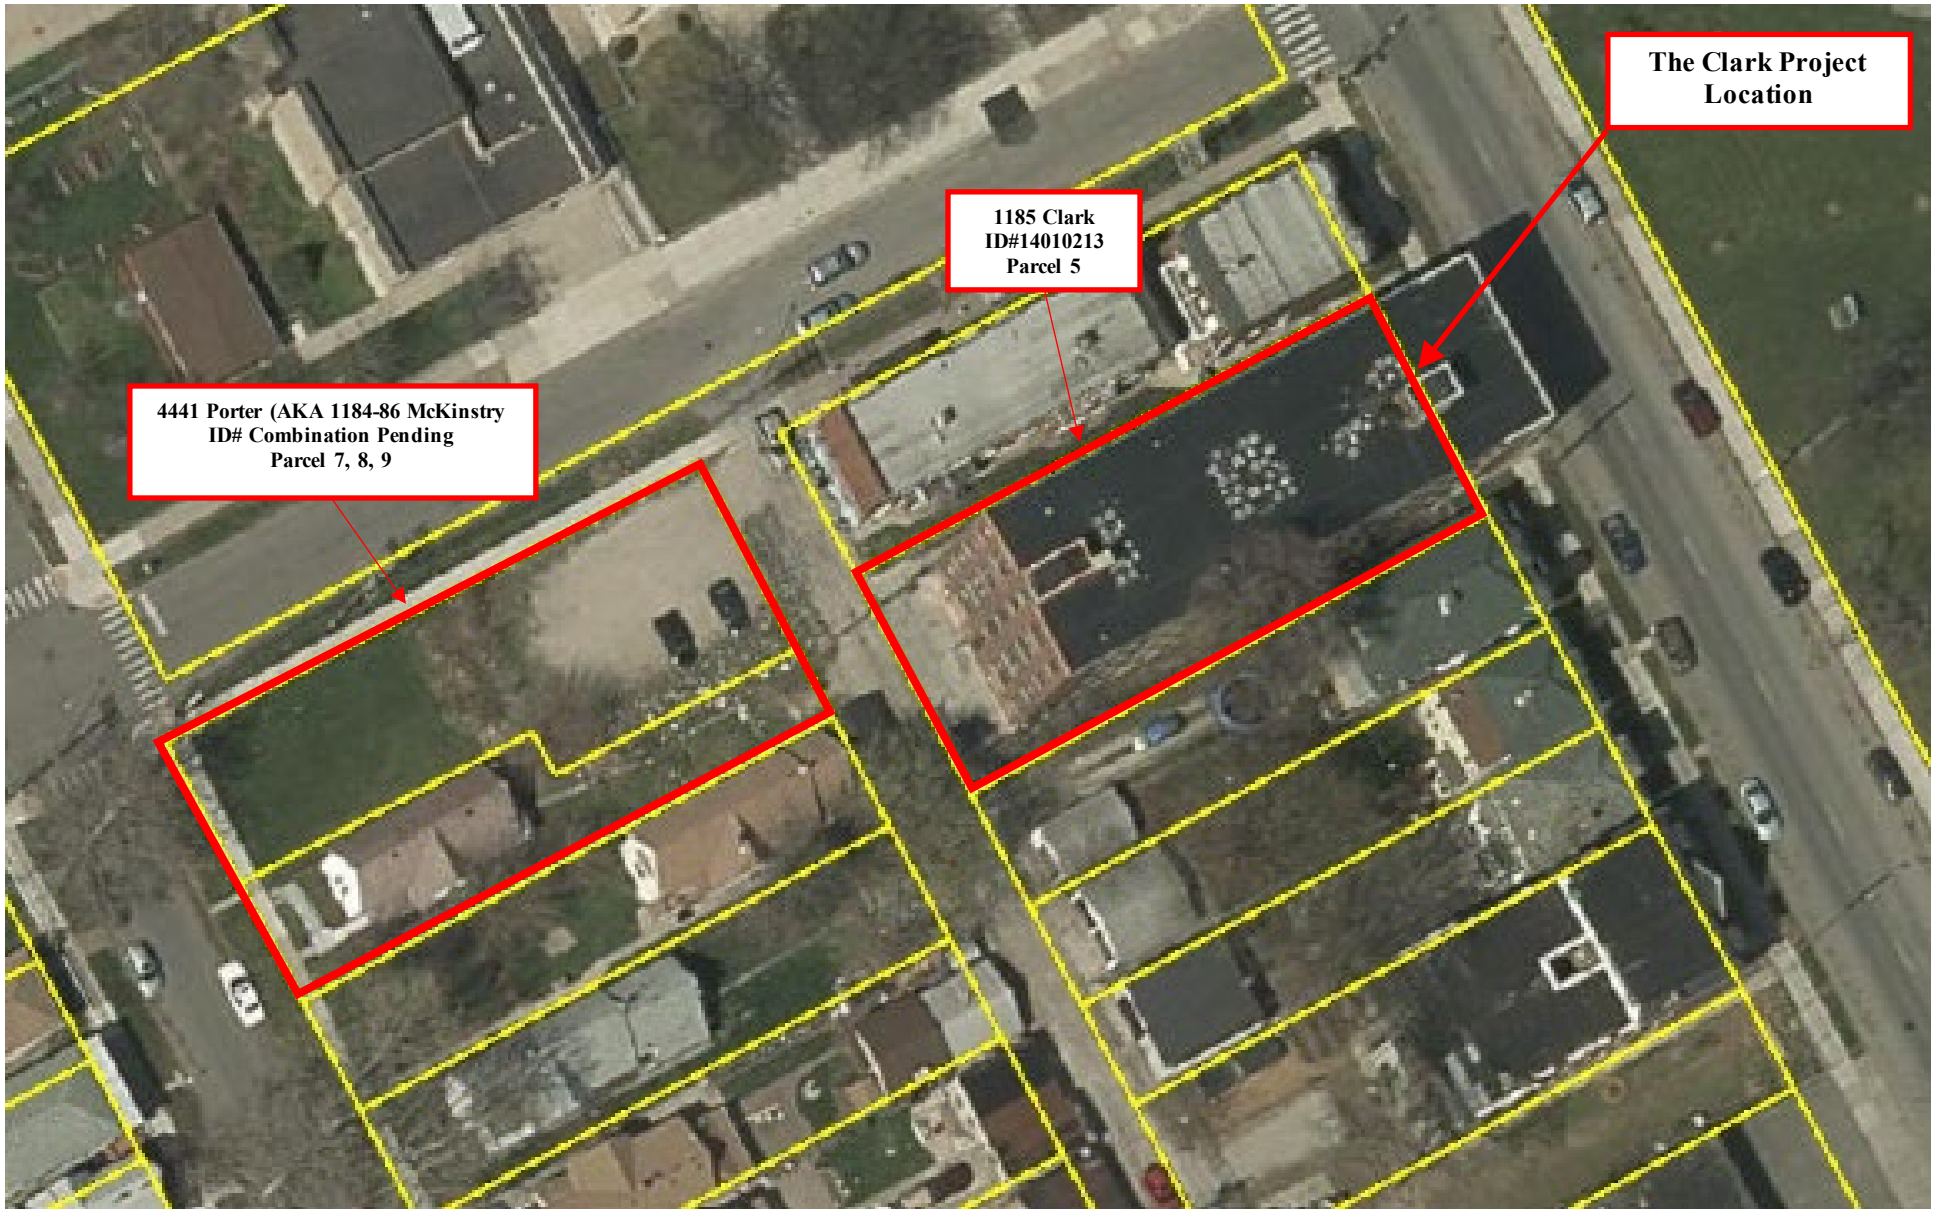 The Clark Project
Location
1185 Clark
ID#14010213
Parcel 5
4441 Porter (AKA 1184-86 McKinstry
ID# Combination Pending
Parcel 7, 8, 9